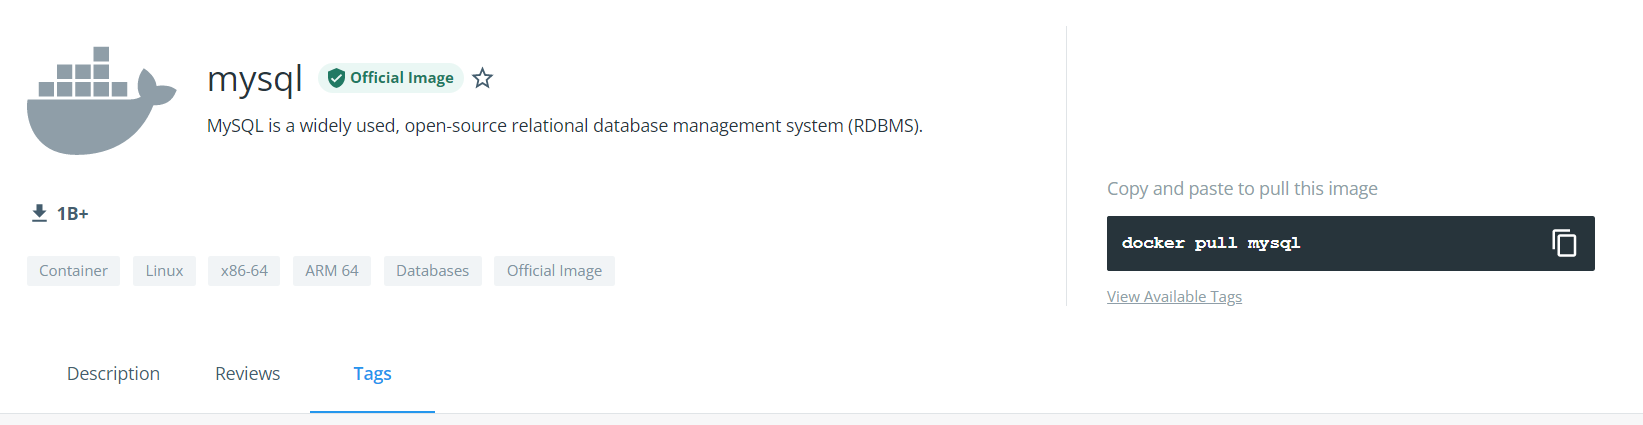 mysql Official Image
MySQL is a widely used, open-source relational database management system (RDBMS).
1B+
Container Linux x86-64 ARM 64 Databases Official Image
Copy and paste to pull this image
docker pull mysql
View Available Tags
Description Reviews Tags